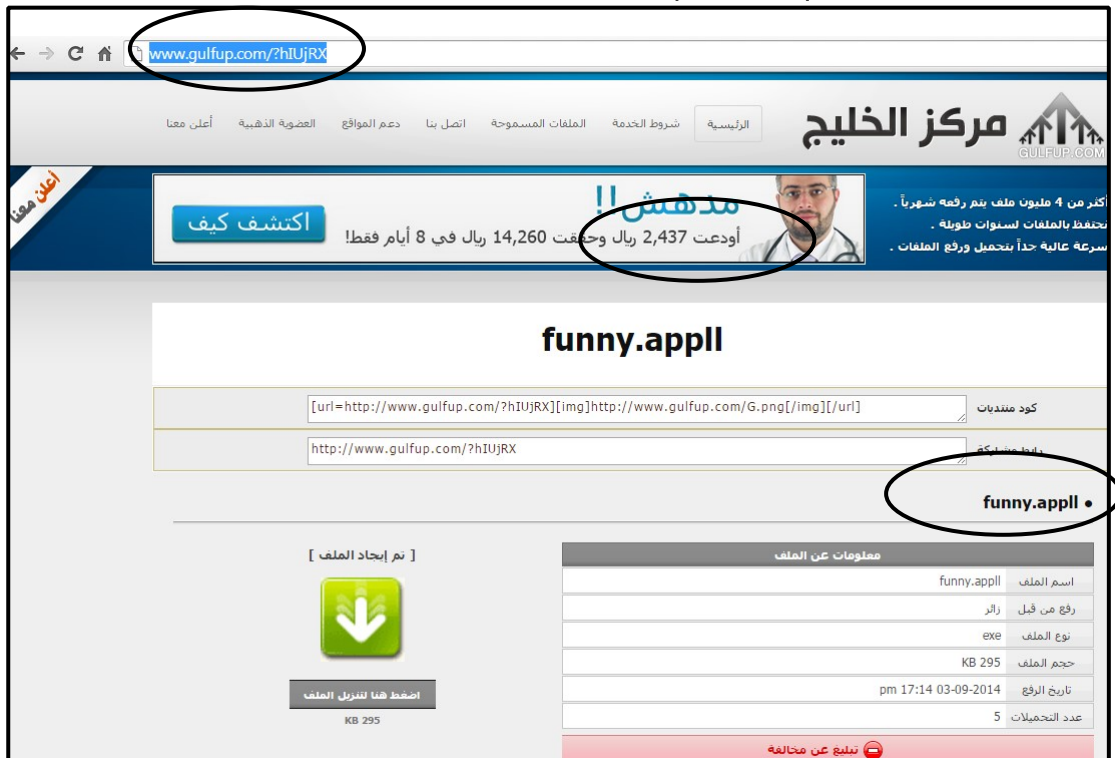 www.gulfup.com/?hIUjRX
مركز الخليج
GULFUP.COM
الرئيسية شروط الخدمة الملفات المسموحة اتصل بنا دعم المواقع العضوية الذهبية أعلن معنا
أعلن معنا
أكثر من 4 مليون ملف يتم رفعه شهرياً .
نحتفظ بالملفات لسنوات طويلة .
سرعة عالية جداً بتحميل ورفع الملفات .
مدهش!!
أودعت 2,437 ريال وحققت 14,260 ريال في 8 أيام فقط!
اكتشف كيف
funny.appll
كود منتديات
[url=http://www.gulfup.com/?hIUjRX][img]http://www.gulfup.com/G.png[/img][/url]
رابط مشاركة
http://www.gulfup.com/?hIUjRX
• funny.appll
معلومات عن الملف
اسم الملف funny.appll
رفع من قبل زائر
نوع الملف exe
حجم الملف 295 KB
تاريخ الرفع 03-09-2014 17:14 pm
عدد التحميلات 5
تبليغ عن مخالفة
[ تم إيجاد الملف ]
اضغط هنا لتنزيل الملف
295 KB